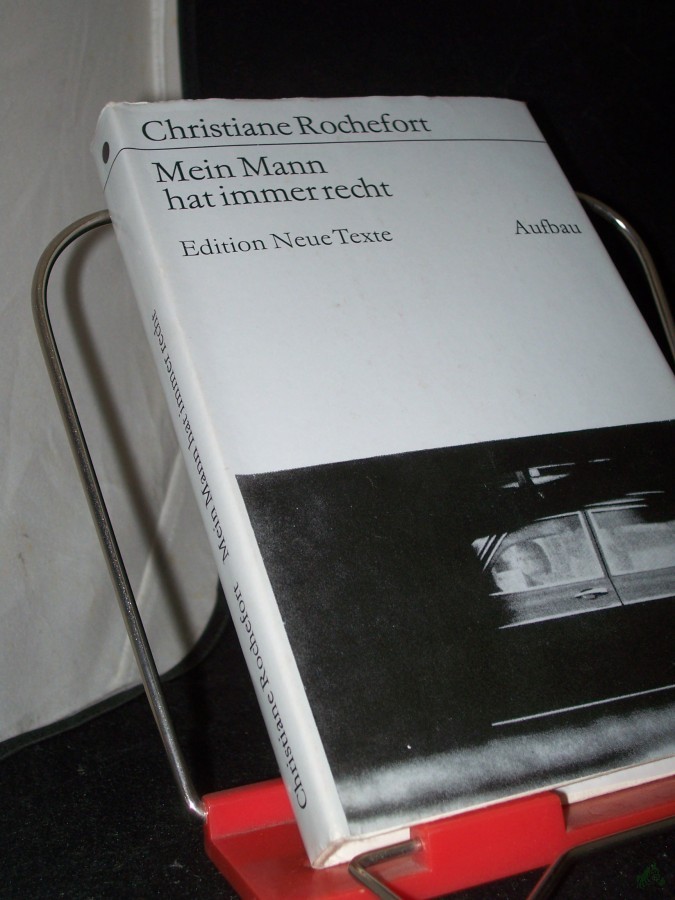 Christiane Rochefort
Mein Mann
hat immer recht
Edition Neue Texte
Aufbau
Christiane Rochefort Mein Mann hat immer recht